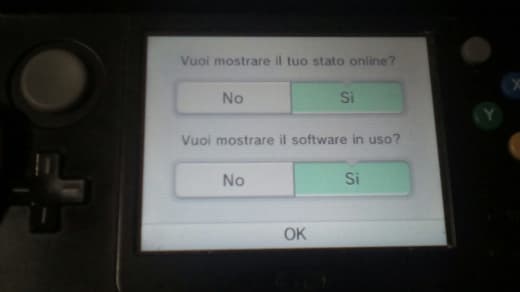 Vuoi mostrare il tuo stato online?
No Sì
Vuoi mostrare il software in uso?
No Sì
OK
X
Y